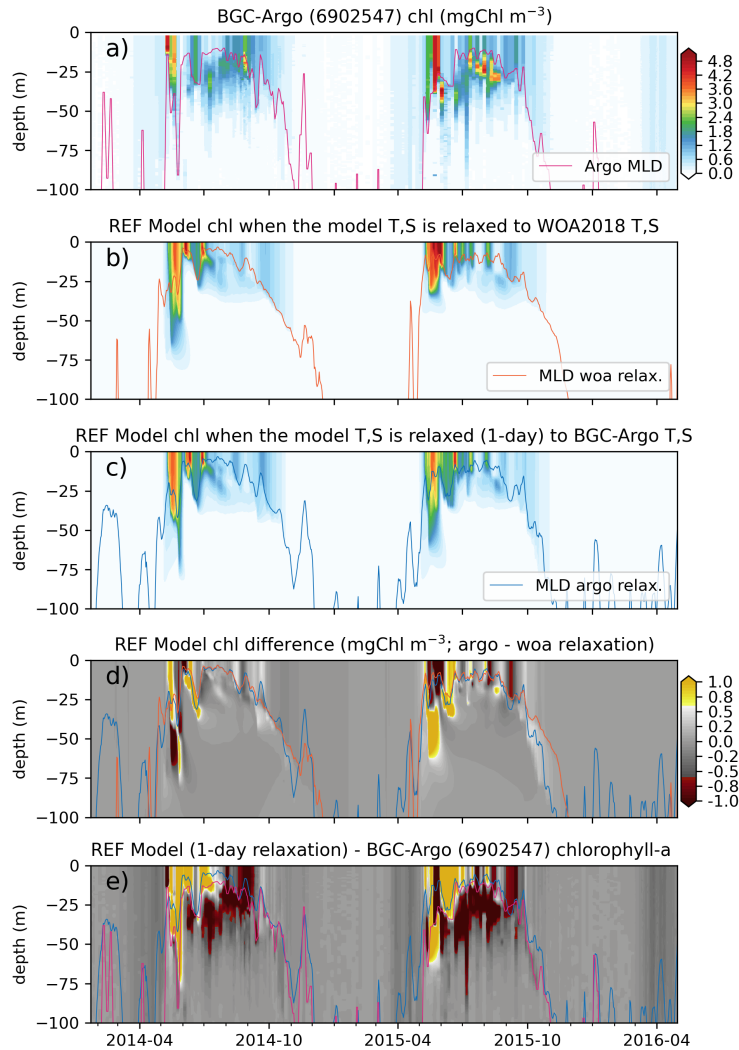 BGC-Argo (6902547) chl (mgChl m⁻³)
a)
0
−25
−50
−75
−100
depth (m)
Argo MLD
4.8
4.2
3.6
3.0
2.4
1.8
1.2
0.6
0.0
REF Model chl when the model T,S is relaxed to WOA2018 T,S
b)
0
−25
−50
−75
−100
depth (m)
MLD woa relax.
REF Model chl when the model T,S is relaxed (1-day) to BGC-Argo T,S
c)
0
−25
−50
−75
−100
depth (m)
MLD argo relax.
REF Model chl difference (mgChl m⁻³; argo - woa relaxation)
d)
0
−25
−50
−75
−100
depth (m)
1.0
0.8
0.5
0.2
0.0
-0.2
-0.5
-0.8
-1.0
REF Model (1-day relaxation) - BGC-Argo (6902547) chlorophyll-a
e)
0
−25
−50
−75
−100
depth (m)
2014-04
2014-10
2015-04
2015-10
2016-04